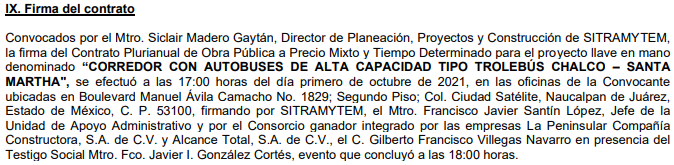 IX. Firma del contrato
Convocados por el Mtro. Siclair Madero Gaytán, Director de Planeación, Proyectos y Construcción de SITRAMYTEM,
la firma del Contrato Plurianual de Obra Pública a Precio Mixto y Tiempo Determinado para el proyecto llave en mano
denominado “CORREDOR CON AUTOBUSES DE ALTA CAPACIDAD TIPO TROLEBÚS CHALCO – SANTA
MARTHA", se efectuó a las 17:00 horas del día primero de octubre de 2021, en las oficinas de la Convocante
ubicadas en Boulevard Manuel Ávila Camacho No. 1829; Segundo Piso; Col. Ciudad Satélite, Naucalpan de Juárez,
Estado de México, C. P. 53100, firmando por SITRAMYTEM, el Mtro. Francisco Javier Santín López, Jefe de la
Unidad de Apoyo Administrativo y por el Consorcio ganador integrado por las empresas La Peninsular Compañía
Constructora, S.A. de C.V. y Alcance Total, S.A. de C.V., el C. Gilberto Francisco Villegas Navarro en presencia del
Testigo Social Mtro. Fco. Javier I. González Cortés, evento que concluyó a las 18:00 horas.